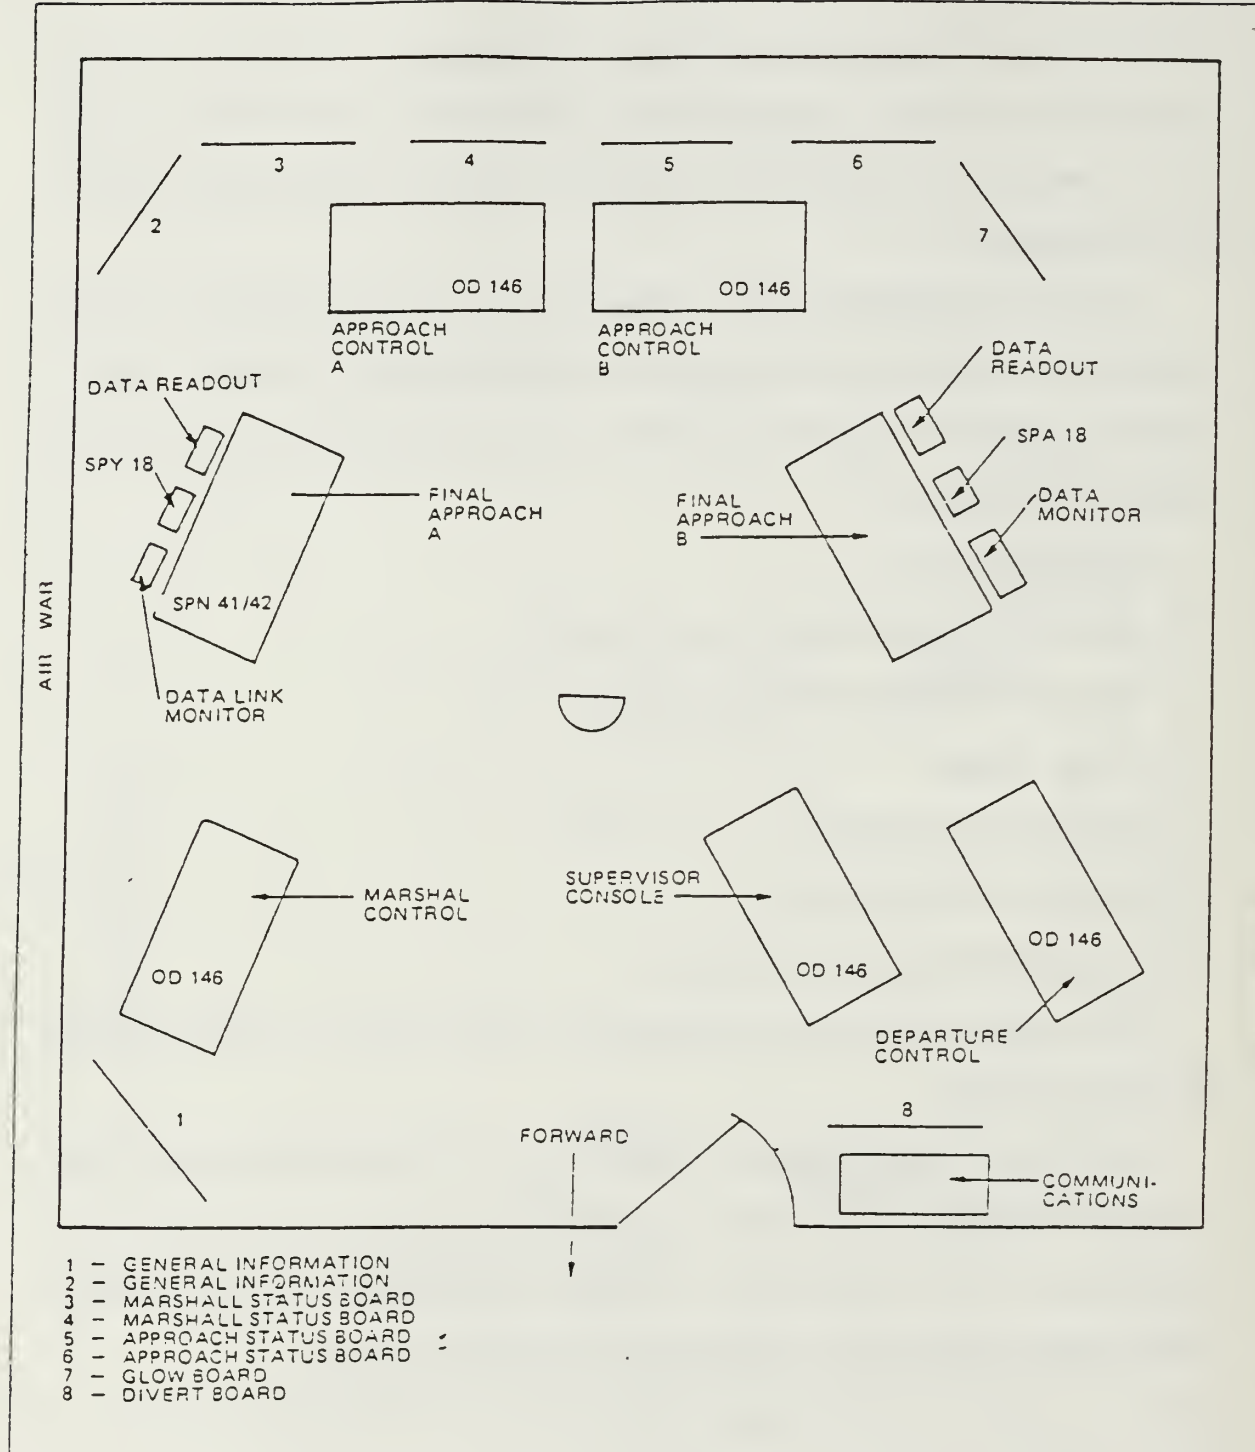 3
4
5
6
2
7
OD 146
OD 146
APPROACH
CONTROL
A
APPROACH
CONTROL
B
DATA READOUT
DATA
READOUT
SPY 18
SPA 18
FINAL
APPROACH
A
FINAL
APPROACH
B
DATA
MONITOR
SPN 41/42
AIR WAR
DATA LINK
MONITOR
MARSHAL
CONTROL
SUPERVISOR
CONSOLE
OD 146
OD 146
OD 146
DEPARTURE
CONTROL
1
FORWARD
8
COMMUNI-
CATIONS
1 – GENERAL INFORMATION
2 – GENERAL INFORMATION
3 – MARSHALL STATUS BOARD
4 – MARSHALL STATUS BOARD
5 – APPROACH STATUS BOARD
6 – APPROACH STATUS BOARD
7 – GLOW BOARD
8 – DIVERT BOARD